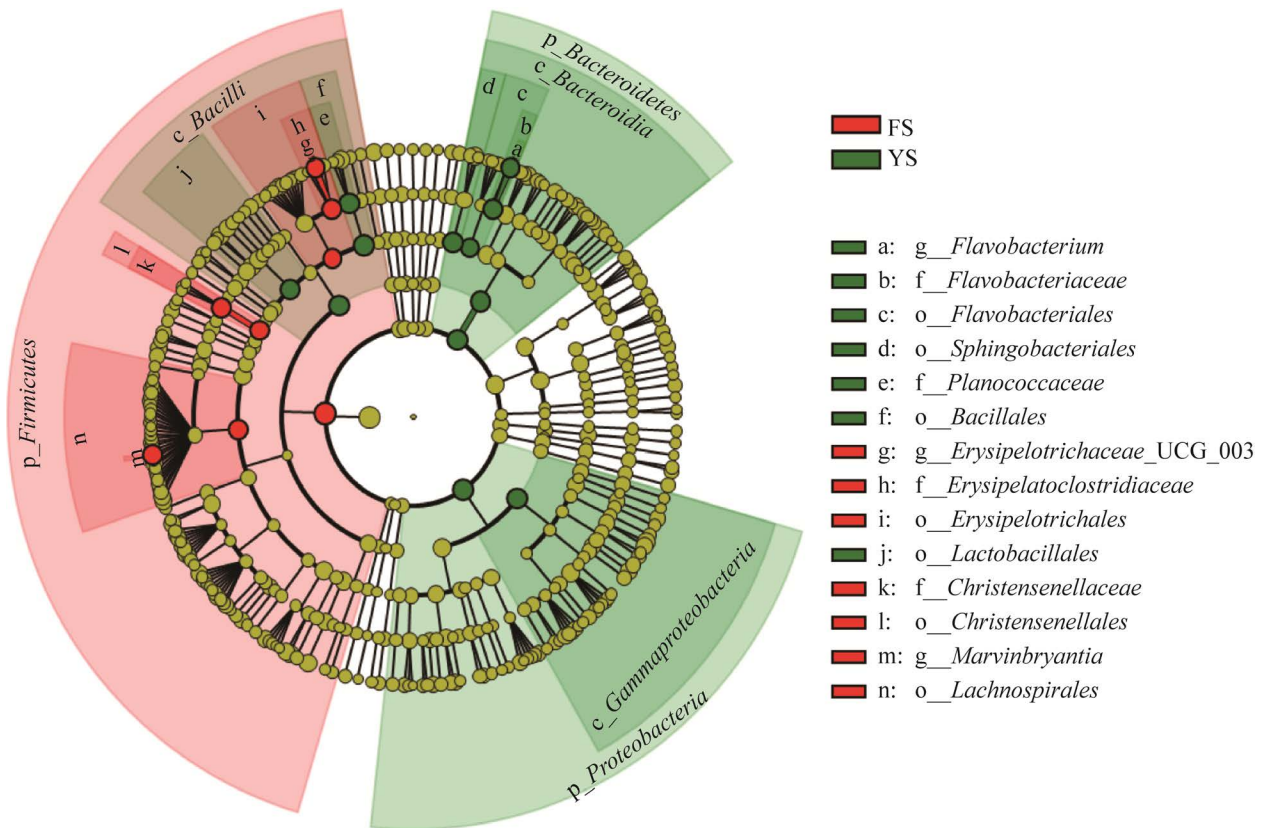 p_Bacteroidetes
c_Bacteroidia
d
c
b
a
c_Bacilli
f
i
e
h
g
j
l
k
p_Firmicutes
n
m
c_Gammaproteobacteria
p_Proteobacteria
FS
YS
a: g__Flavobacterium
b: f__Flavobacteriaceae
c: o__Flavobacteriales
d: o__Sphingobacteriales
e: f__Planococcaceae
f: o__Bacillales
g: g__Erysipelotrichaceae_UCG_003
h: f__Erysipelatoclostridiaceae
i: o__Erysipelotrichales
j: o__Lactobacillales
k: f__Christensenellaceae
l: o__Christensenellales
m: g__Marvinbryantia
n: o__Lachnospirales